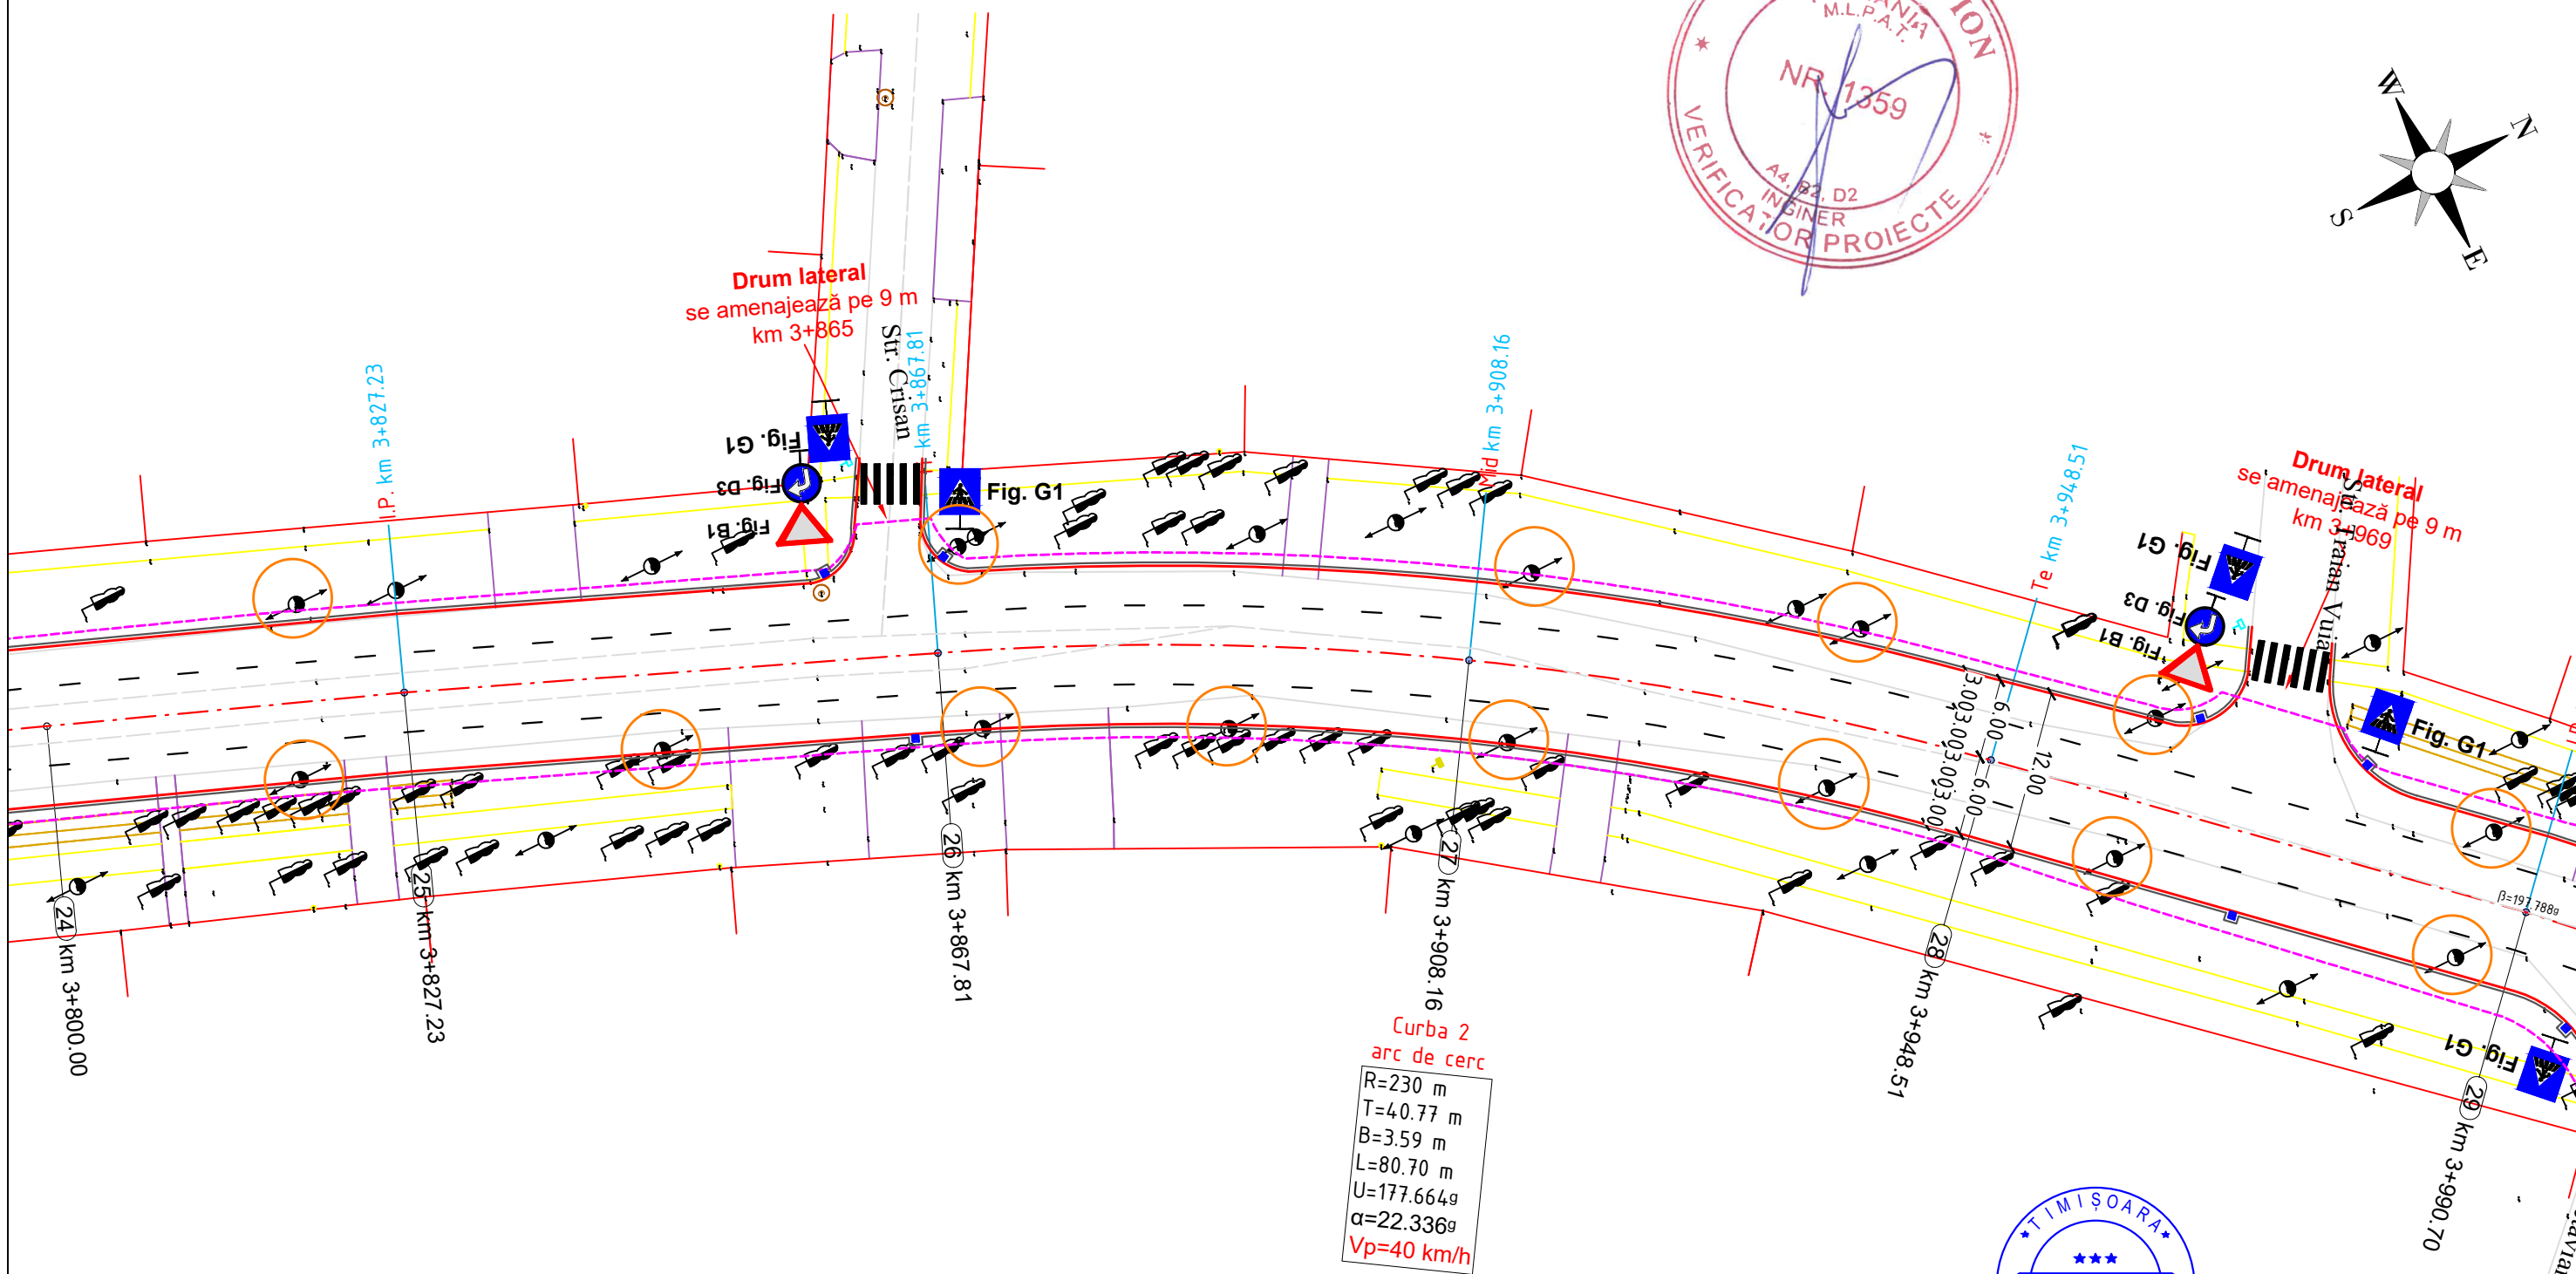 M.L.P.A.T.
NR. 1359
A4, B2, D2
INGINER
VERIFICATOR PROIECTE
W
N
S
E
Drum lateral
se amenajează pe 9 m
km 3+865
Str. Crisan
I.P. km 3+827.23
km 3+867.81
Mid km 3+908.16
Te km 3+948.51
Drum lateral
se amenajează pe 9 m
km 3+969
Str. Traian Vuia
Fig. G1
Fig. D3
Fig. B1
Fig. G1
Fig. G1
Fig. D3
Fig. B1
Fig. G1
3.00
3.00
3.00
3.00
6.00
6.00
12.00
β=197.788g
24 km 3+800.00
25 km 3+827.23
26 km 3+867.81
27 km 3+908.16
28 km 3+948.51
29 km 3+990.70
Fig. G1
Curba 2
arc de cerc
R=230 m
T=40.77 m
B=3.59 m
L=80.70 m
U=177.664g
α=22.336g
Vp=40 km/h
TIMIȘOARA